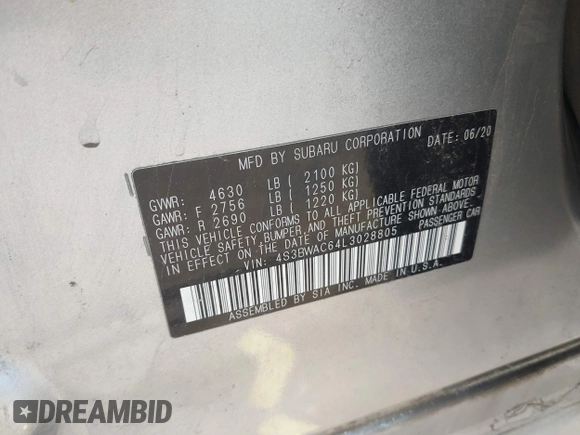 MFD BY SUBARU CORPORATION DATE: 06/20
GVWR: 4630 LB ( 2100 KG)
GAWR: F 2756 LB ( 1250 KG)
GAWR: R 2690 LB ( 1220 KG)
THIS VEHICLE CONFORMS TO ALL APPLICABLE FEDERAL MOTOR
VEHICLE SAFETY,BUMPER,AND THEFT PREVENTION STANDARDS
IN EFFECT ON THE DATE OF MANUFACTURE SHOWN ABOVE.
VIN: 4S3BWAC64L3028805 PASSENGER CAR
ASSEMBLED BY SIA INC. MADE IN U.S.A.
DREAMBID